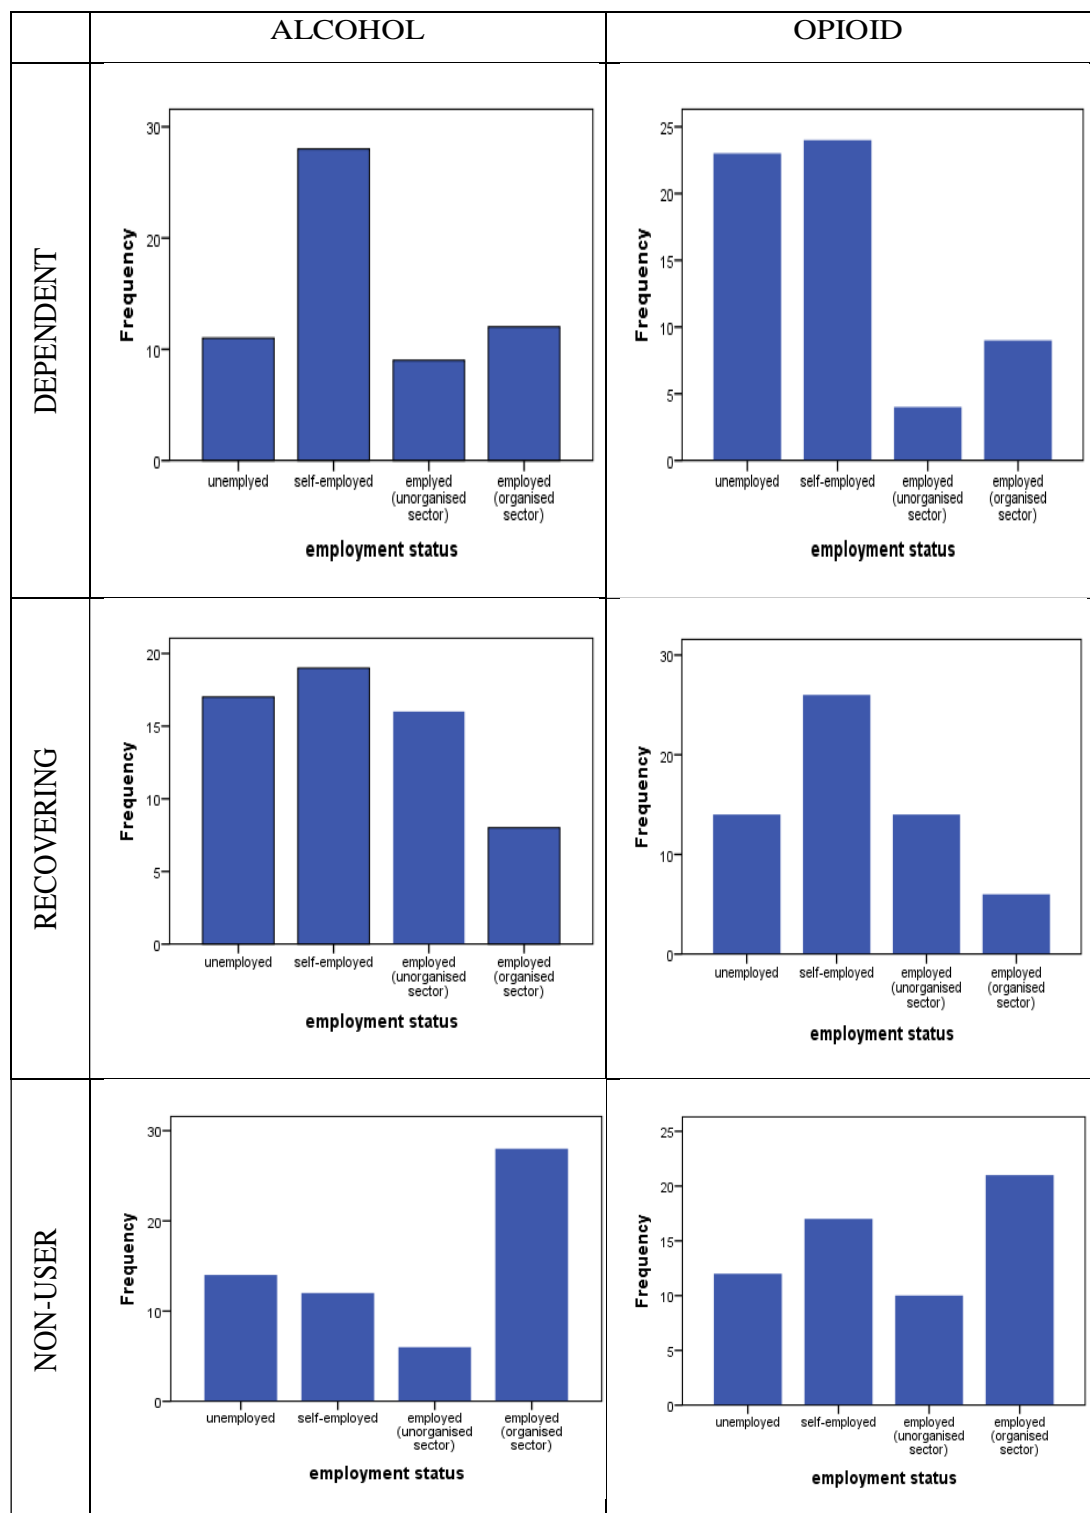 ALCOHOL
OPIOID
DEPENDENT
30
20
10
0
Frequency
unemplyed
self-employed
emplyed
(unorganised
sector)
employed
(organised
sector)
employment status
25
20
15
10
5
0
Frequency
unemployed
self-employed
employed
(unorganised
sector)
employed
(organised
sector)
employment status
RECOVERING
20
15
10
5
0
Frequency
unemployed
self-employed
employed
(unorganised
sector)
employed
(organised
sector)
employment status
30
20
10
0
Frequency
unemployed
self-employed
employed
(unorganised
sector)
employed
(organised
sector)
employment status
NON-USER
30
20
10
0
Frequency
unemployed
self-employed
employed
(unorganised
sector)
employed
(organised
sector)
employment status
25
20
15
10
5
0
Frequency
unemployed
self-employed
employed
(unorganised
sector)
employed
(organised
sector)
employment status